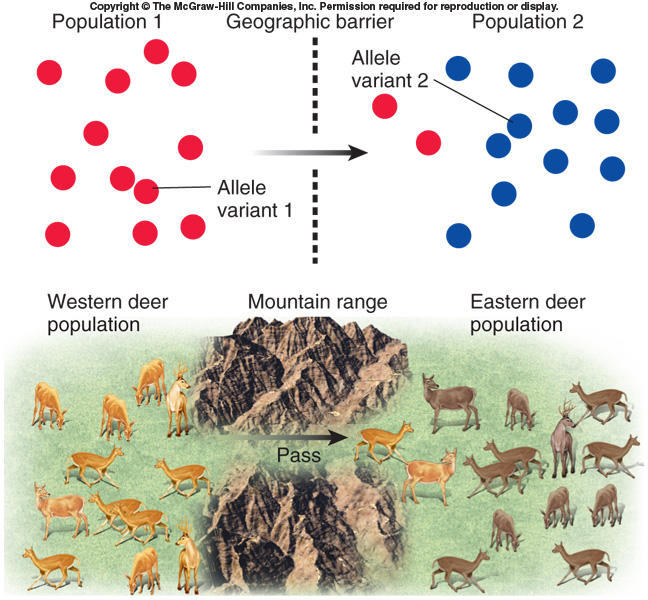 Copyright © The McGraw-Hill Companies, Inc. Permission required for reproduction or display.
Population 1
Geographic barrier
Population 2
Allele
variant 2
Allele
variant 1
Western deer
population
Mountain range
Eastern deer
population
Pass